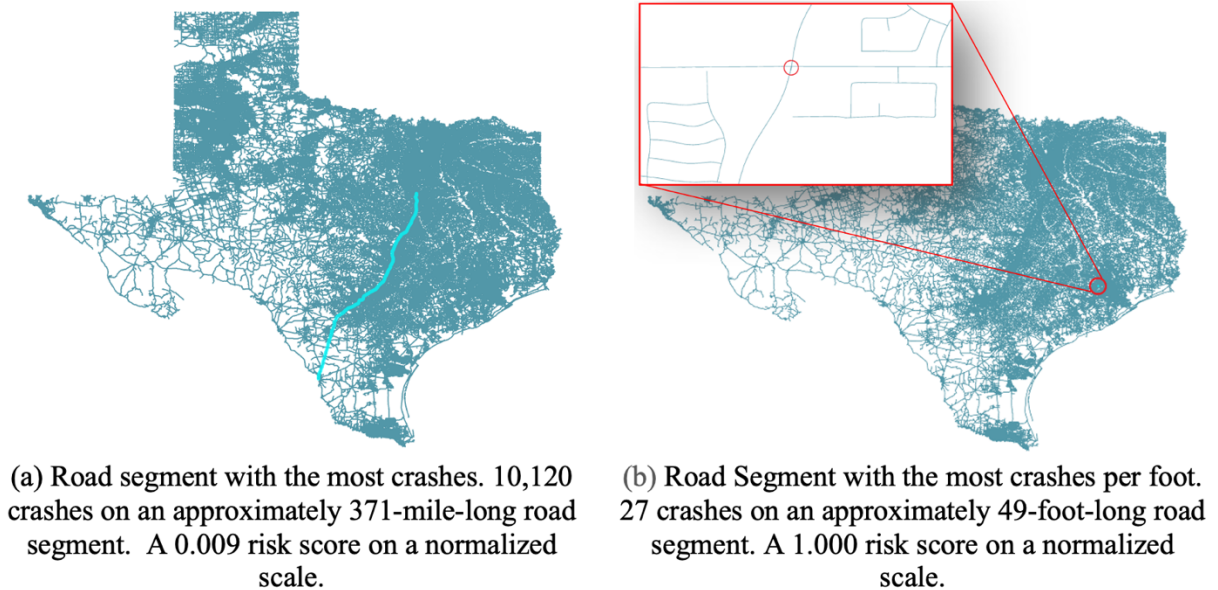 (a) Road segment with the most crashes. 10,120
crashes on an approximately 371-mile-long road
segment.  A 0.009 risk score on a normalized
scale.
(b) Road Segment with the most crashes per foot.
27 crashes on an approximately 49-foot-long road
segment. A 1.000 risk score on a normalized
scale.